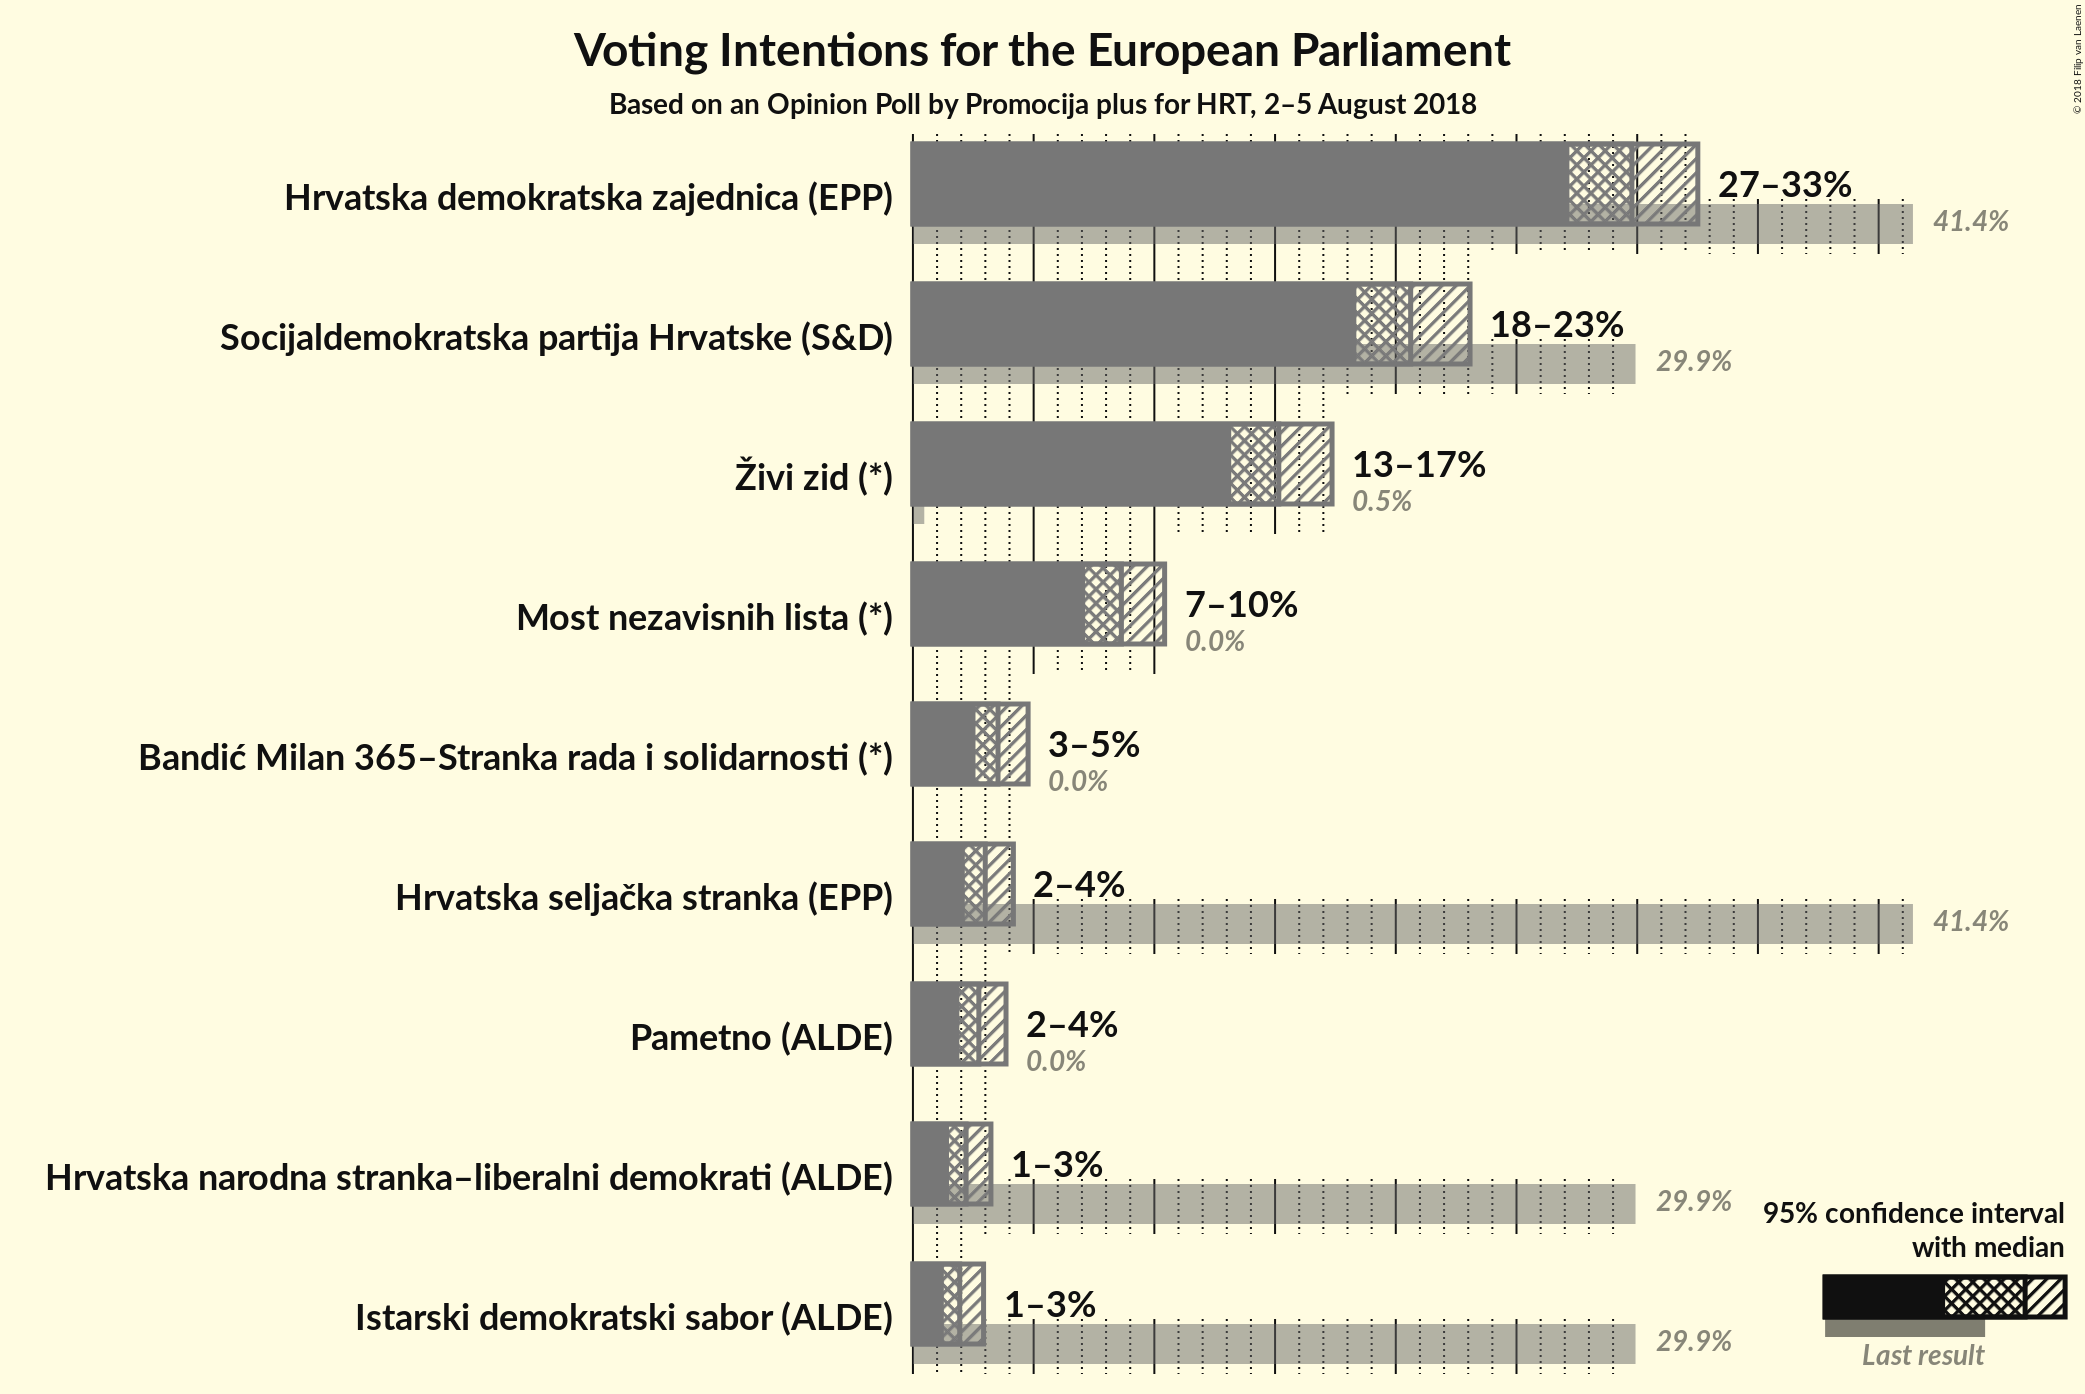 Voting Intentions for the European Parliament
Based on an Opinion Poll by Promocija plus for HRT, 2–5 August 2018
© 2018 Filip van Laenen
Hrvatska demokratska zajednica (EPP)
27–33%
41.4%
Socijaldemokratska partija Hrvatske (S&D)
18–23%
29.9%
Živi zid (*)
13–17%
0.5%
Most nezavisnih lista (*)
7–10%
0.0%
Bandić Milan 365–Stranka rada i solidarnosti (*)
3–5%
0.0%
Hrvatska seljačka stranka (EPP)
2–4%
41.4%
Pametno (ALDE)
2–4%
0.0%
Hrvatska narodna stranka–liberalni demokrati (ALDE)
1–3%
29.9%
Istarski demokratski sabor (ALDE)
1–3%
29.9%
95% confidence interval
with median
Last result